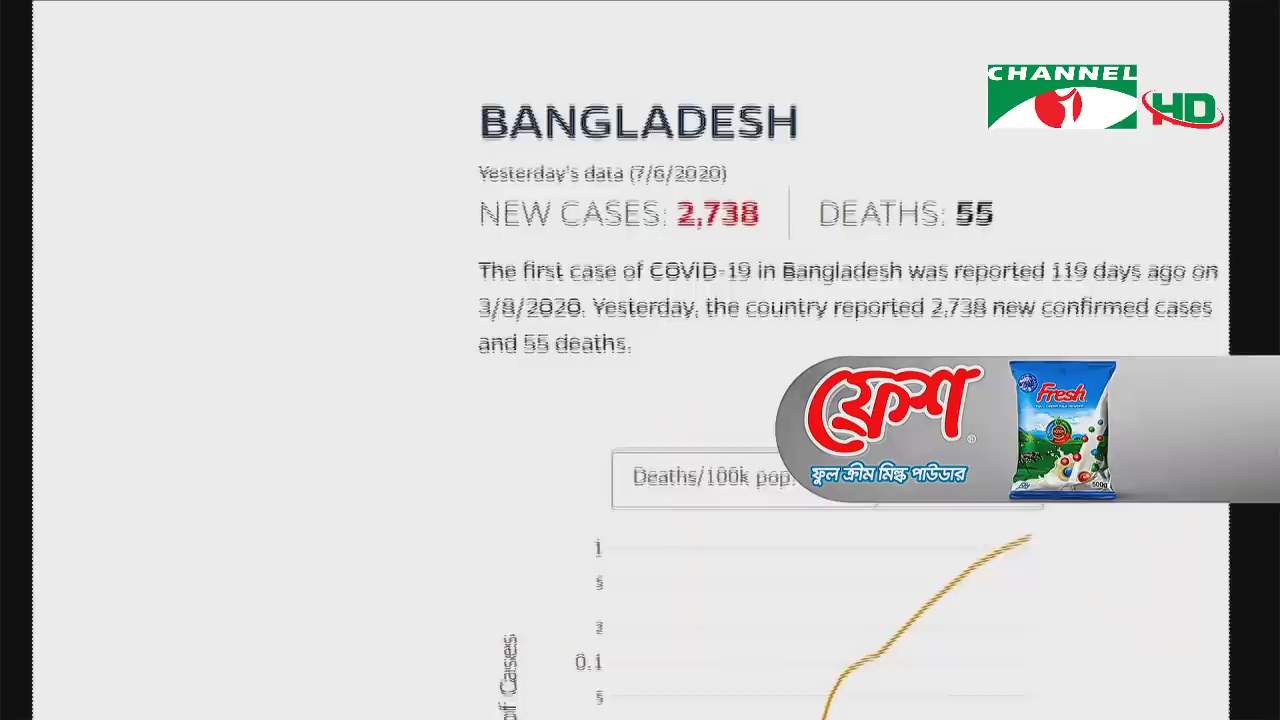 CHANNEL
HD
BANGLADESH
Yesterday's data (7/6/2020)
NEW CASES: 2,738 DEATHS: 55
The first case of COVID-19 in Bangladesh was reported 119 days ago on
3/8/2020. Yesterday, the country reported 2,738 new confirmed cases
and 55 deaths.
ফ্রেশ ®
ফুল ক্রীম মিল্ক পাউডার
Fresh
500g
Deaths/100k pop.
1
5
2
0.1
5
of Cases